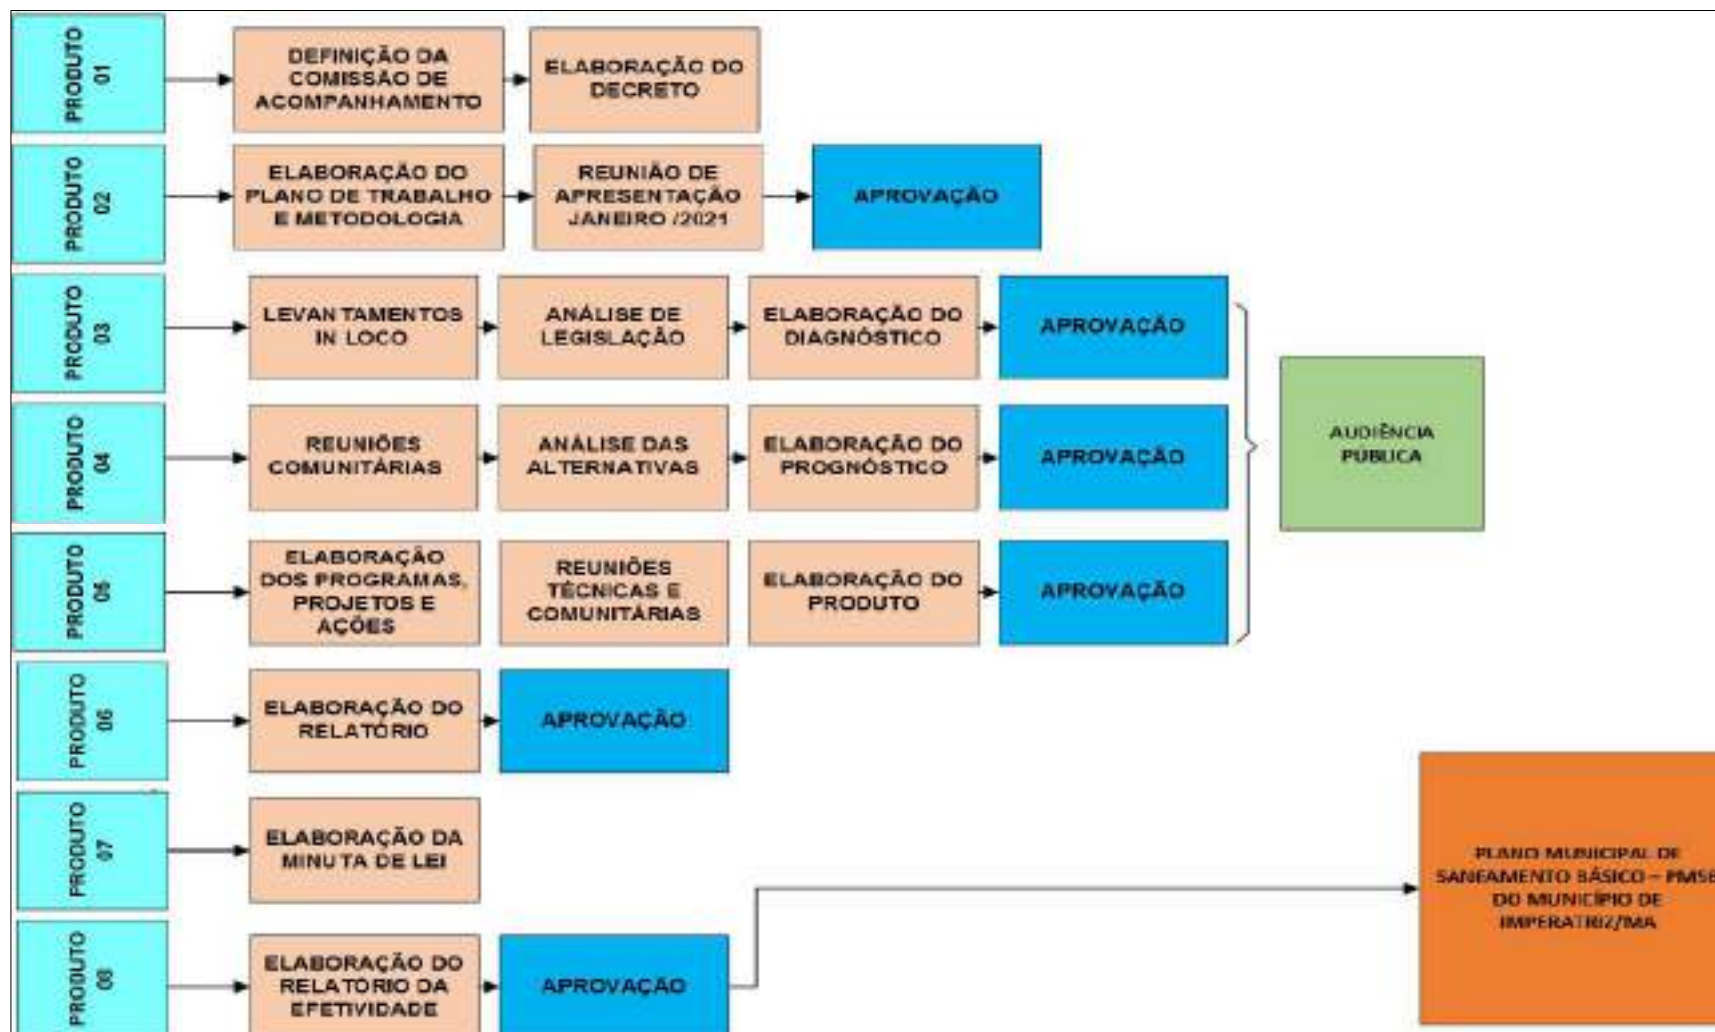 PRODUTO
01
DEFINIÇÃO DA
COMISSÃO DE
ACOMPANHAMENTO
ELABORAÇÃO DO
DECRETO
PRODUTO
02
ELABORAÇÃO DO
PLANO DE TRABALHO
E METODOLOGIA
REUNIÃO DE
APRESENTAÇÃO
JANEIRO /2021
APROVAÇÃO
PRODUTO
03
LEVANTAMENTOS
IN LOCO
ANÁLISE DE
LEGISLAÇÃO
ELABORAÇÃO DO
DIAGNÓSTICO
APROVAÇÃO
PRODUTO
04
REUNIÕES
COMUNITÁRIAS
ANÁLISE DAS
ALTERNATIVAS
ELABORAÇÃO DO
PROGNÓSTICO
APROVAÇÃO
AUDIÊNCIA
PÚBLICA
PRODUTO
05
ELABORAÇÃO
DOS PROGRAMAS,
PROJETOS E
AÇÕES
REUNIÕES
TÉCNICAS E
COMUNITÁRIAS
ELABORAÇÃO DO
PRODUTO
APROVAÇÃO
PRODUTO
06
ELABORAÇÃO DO
RELATÓRIO
APROVAÇÃO
PRODUTO
07
ELABORAÇÃO DA
MINUTA DE LEI
PLANO MUNICIPAL DE
SANEAMENTO BÁSICO – PMSB
DO MUNICÍPIO DE
IMPERATRIZ/MA
PRODUTO
08
ELABORAÇÃO DO
RELATÓRIO DA
EFETIVIDADE
APROVAÇÃO